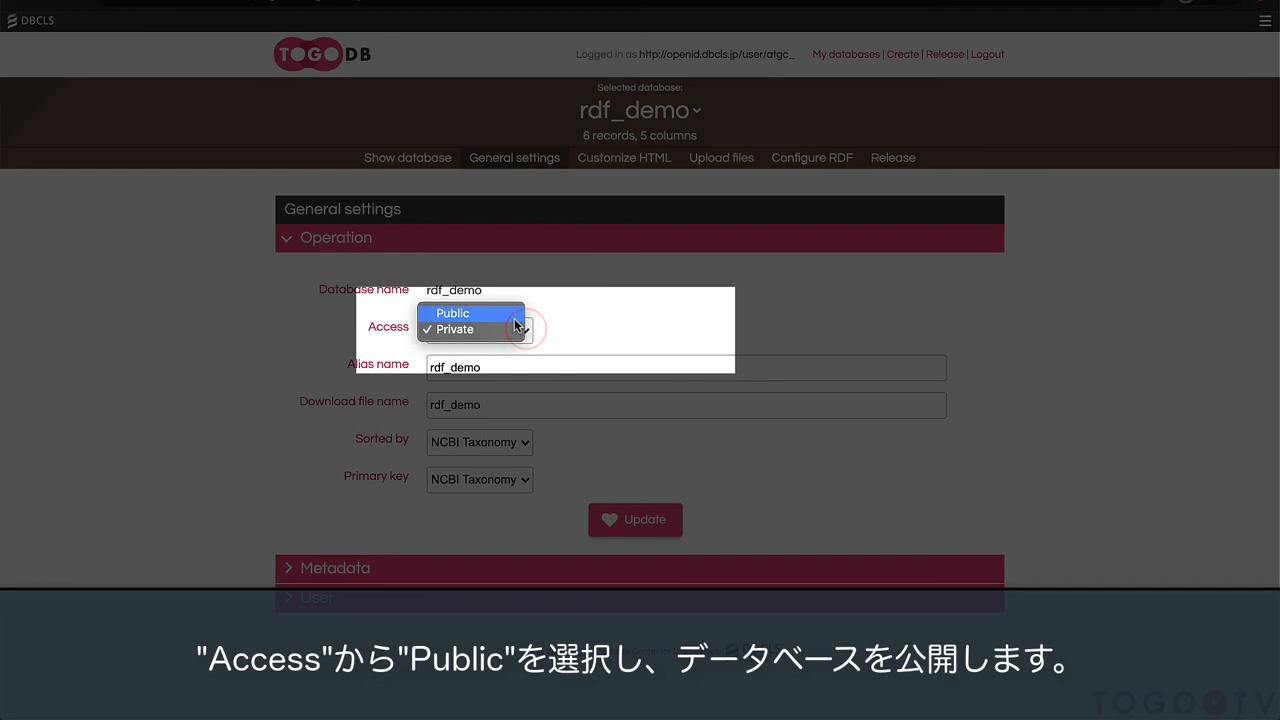 DBCLS
TOGODB
Logged in as http://openid.dbcls.jp/user/atgc_
My databases | Create | Release | Logout
Selected database:
rdf_demo
6 records, 5 columns
Show database
General settings
Customize HTML
Upload files
Configure RDF
Release
General settings
Operation
Database name
rdf_demo
Access
Public
✓ Private
Alias name
rdf_demo
Download file name
rdf_demo
Sorted by
NCBI Taxonomy
Primary key
NCBI Taxonomy
Update
Metadata
User
"Access"から"Public"を選択し、データベースを公開します。
TOGOTV